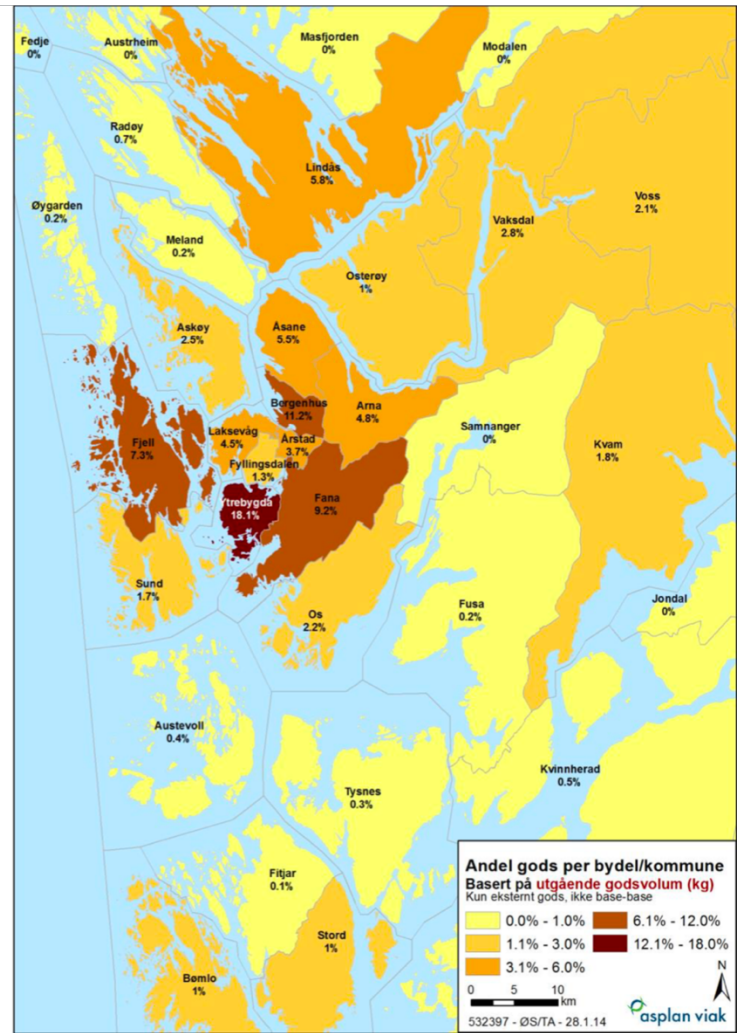 Fedje
0%
Austrheim
0%
Masfjorden
0%
Modalen
0%
Radøy
0.7%
Lindås
5.8%
Øygarden
0.2%
Voss
2.1%
Vaksdal
2.8%
Meland
0.2%
Osterøy
1%
Askøy
2.5%
Åsane
5.5%
Bergenhus
11.2%
Arna
4.8%
Samnanger
0%
Kvam
1.8%
Fjell
7.3%
Laksevåg
4.5%
Årstad
3.7%
Fyllingsdalen
1.3%
Ytrebygda
18.1%
Fana
9.2%
Sund
1.7%
Os
2.2%
Fusa
0.2%
Jondal
0%
Austevoll
0.4%
Kvinnherad
0.5%
Tysnes
0.3%
Fitjar
0.1%
Stord
1%
Bømlo
1%
Andel gods per bydel/kommune
Basert på utgående godsvolum (kg)
Kun eksternt gods, ikke base-base
0.0% - 1.0% 6.1% - 12.0%
1.1% - 3.0% 12.1% - 18.0%
3.1% - 6.0%
N
0 5 10
km
532397 - ØS/TA - 28.1.14
asplan viak